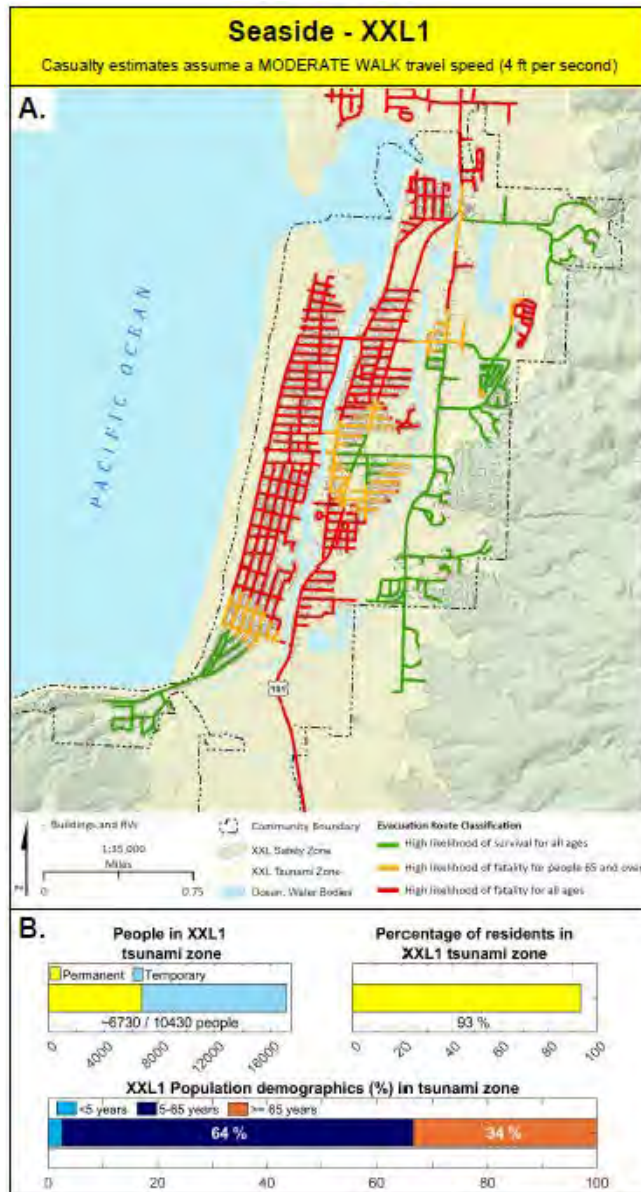 Seaside - XXL1
Casualty estimates assume a MODERATE WALK travel speed (4 ft per second)
A.
PACIFIC OCEAN
101
Buildings and RVs
1:35,000
Miles
0 0.75
Community Boundary
XXL Safety Zone
XXL Tsunami Zone
Ocean, Water Bodies
Evacuation Route Classification
High likelihood of survival for all ages
High likelihood of fatality for people 65 and over
High likelihood of fatality for all ages
B.
People in XXL1
tsunami zone
Permanent Temporary
~6730 / 10430 people
0 4000 8000 12000 18000
Percentage of residents in
XXL1 tsunami zone
93 %
0 20 40 60 80 100
XXL1 Population demographics (%) in tsunami zone
<5 years 5-65 years >= 65 years
64 % 34 %
0 20 40 60 80 100